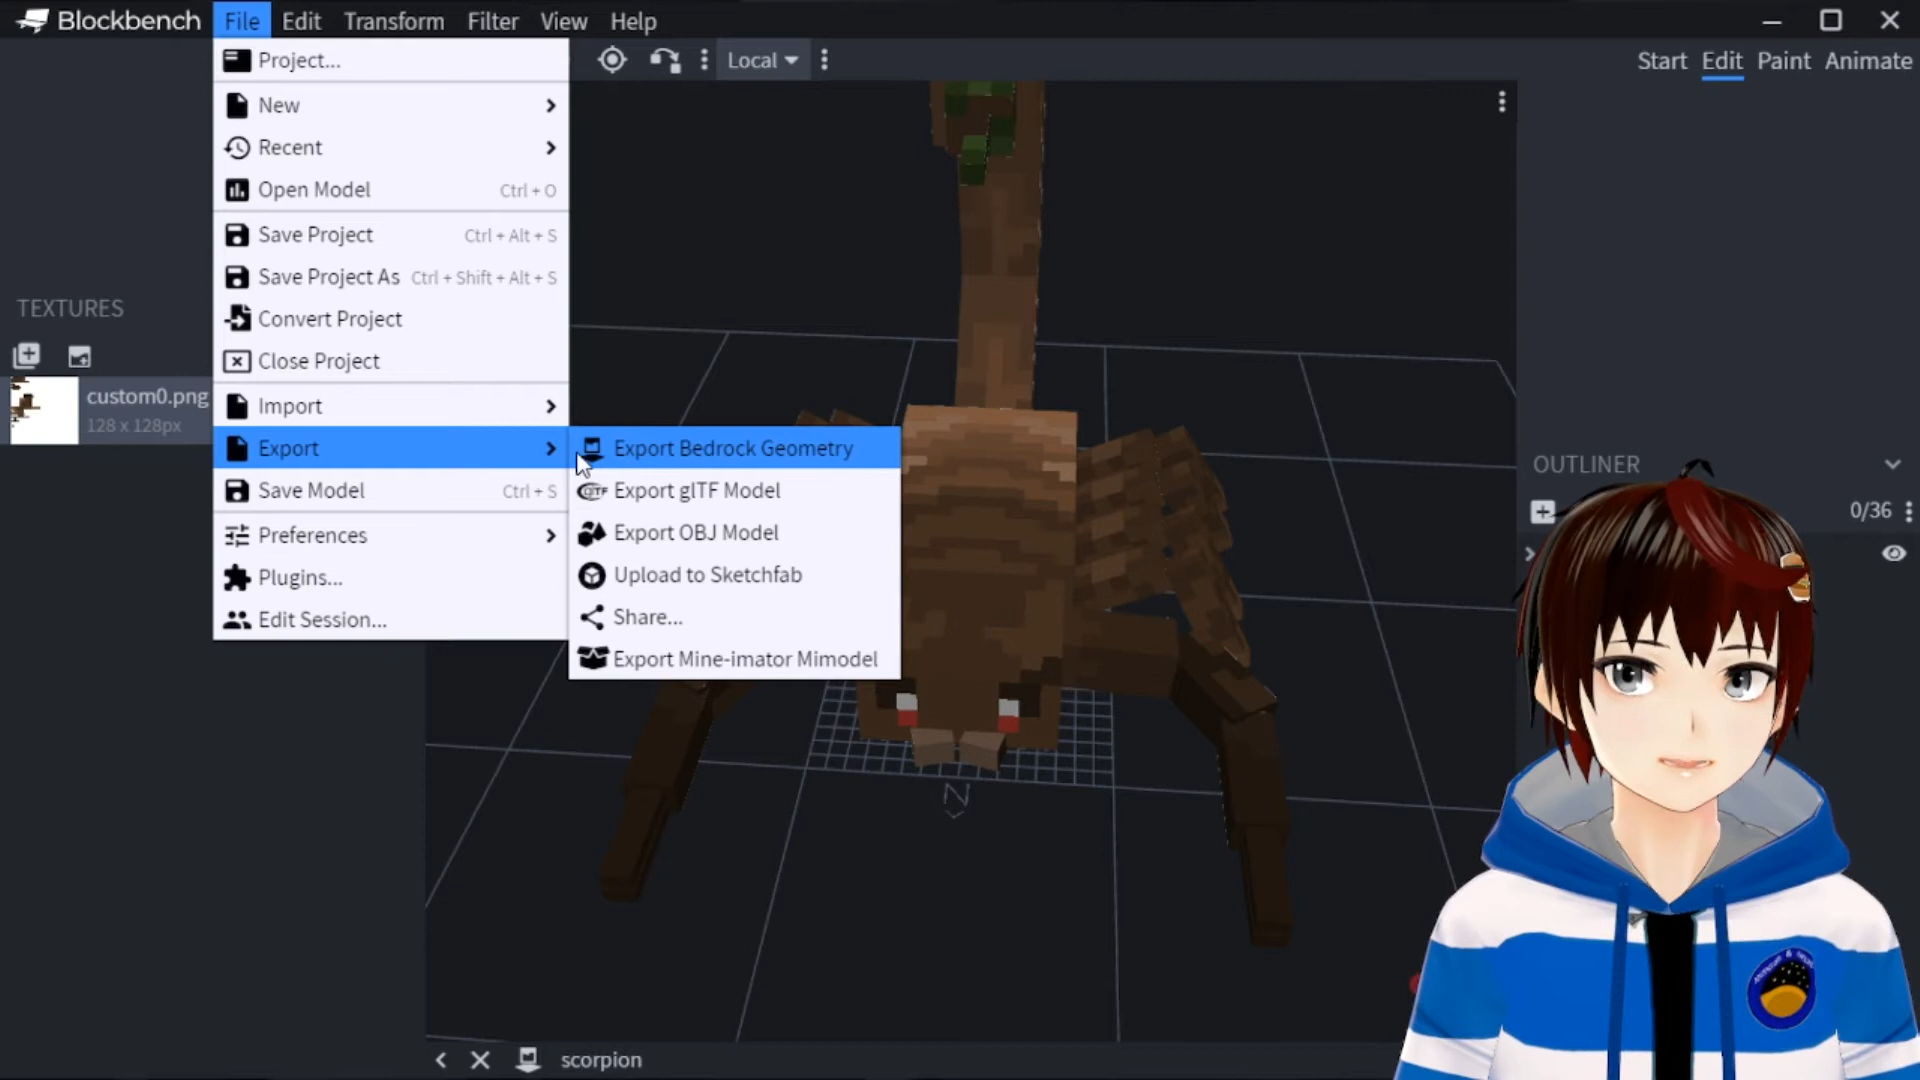 Blockbench File Edit Transform Filter View Help
Project...
New
Recent
Open Model Ctrl + O
Save Project Ctrl + Alt + S
Save Project As Ctrl + Shift + Alt + S
Convert Project
Close Project
Import
Export
Save Model Ctrl + S
Preferences
Plugins...
Edit Session...
Export Bedrock Geometry
Export glTF Model
Export OBJ Model
Upload to Sketchfab
Share...
Export Mine-imator Mimodel
Local
Start Edit Paint Animate
TEXTURES
custom0.png
128 x 128px
OUTLINER
0/36
N
scorpion